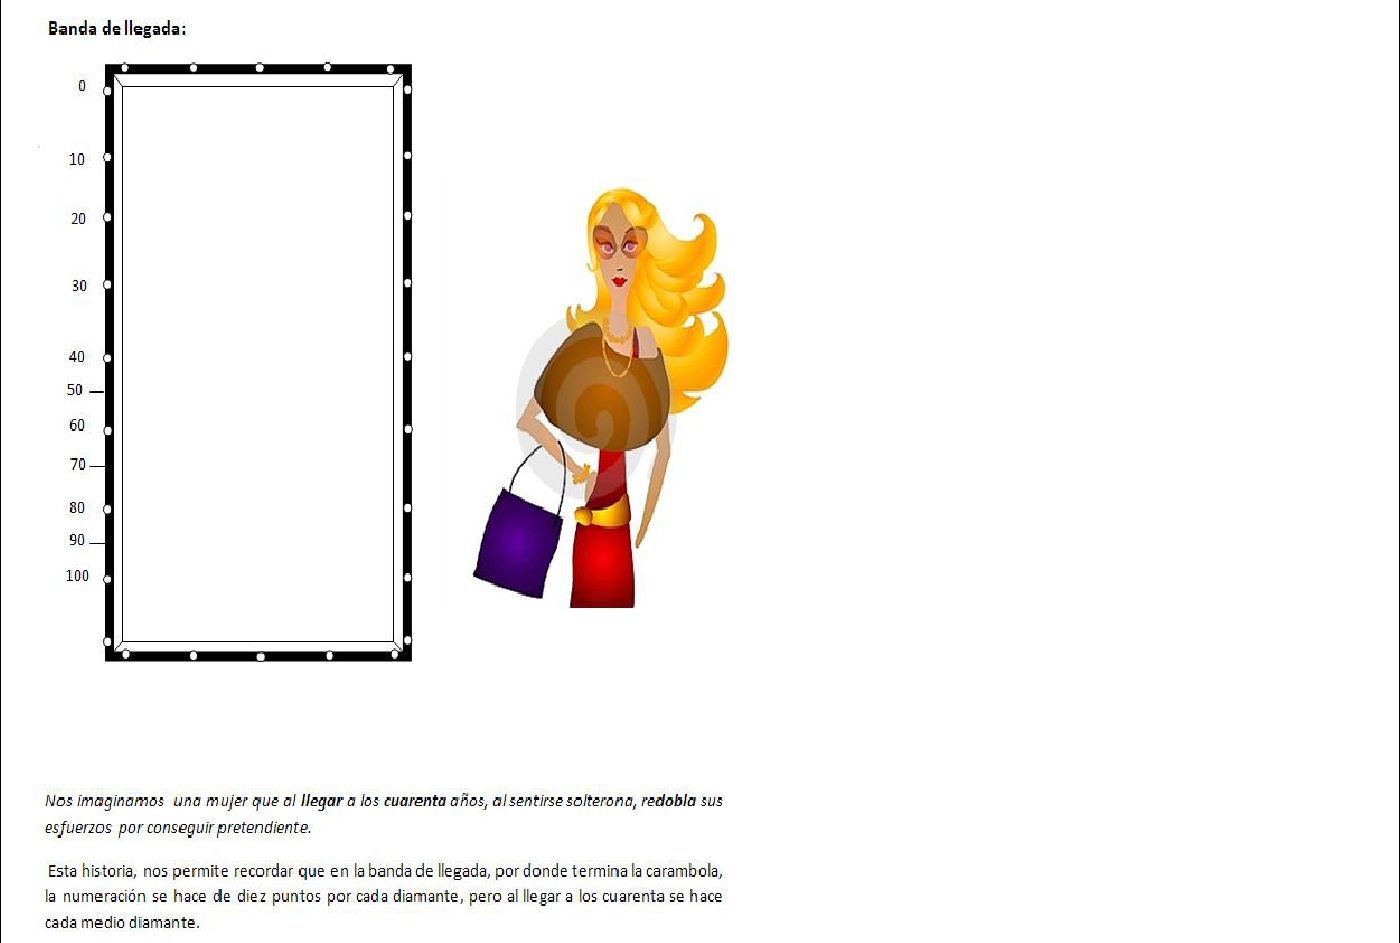 Banda de llegada:
0
10
20
30
40
50
60
70
80
90
100
Nos imaginamos una mujer que al llegar a los cuarenta años, al sentirse solterona, redobla sus
esfuerzos por conseguir pretendiente.
Esta historia, nos permite recordar que en la banda de llegada, por donde termina la carambola,
la numeración se hace de diez puntos por cada diamante, pero al llegar a los cuarenta se hace
cada medio diamante.